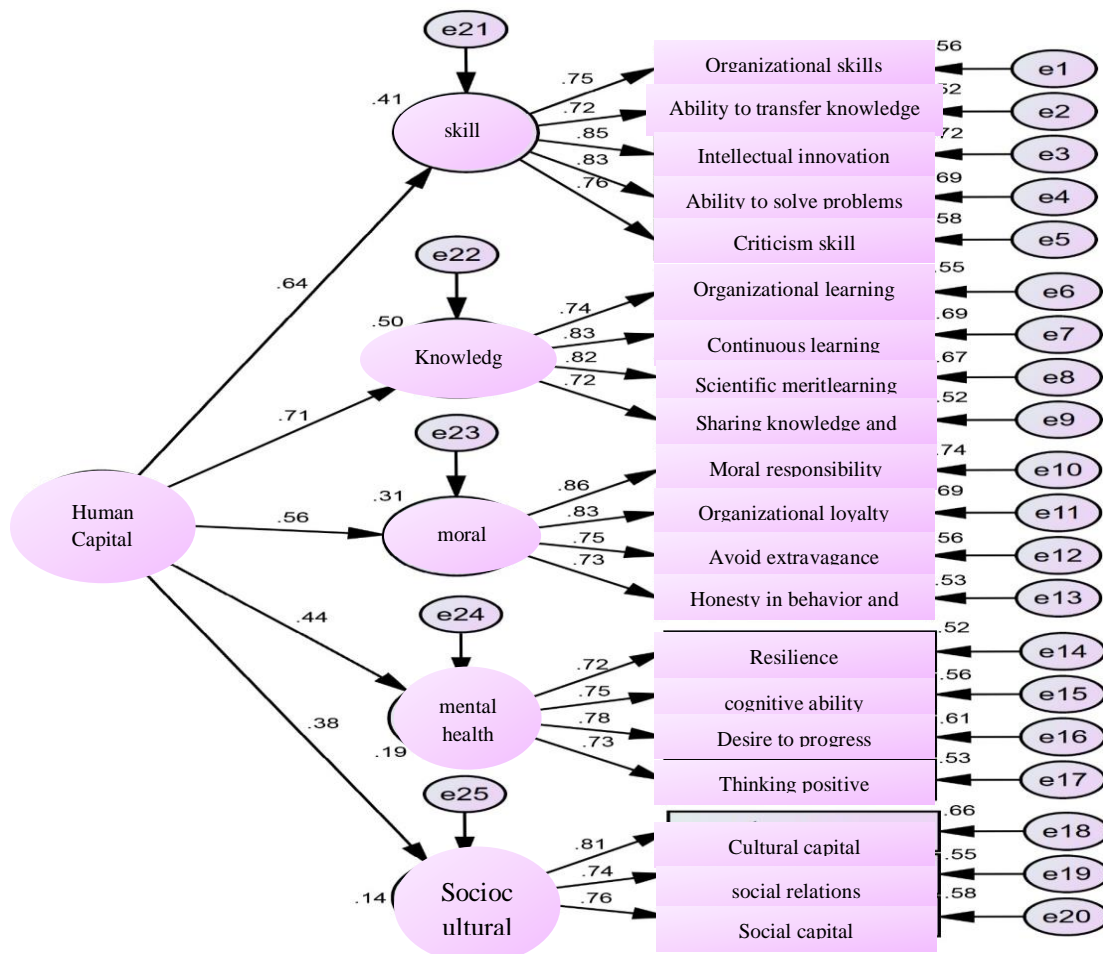 e21
.56
Organizational skills
e1
.75
.41
.52
.72
Ability to transfer knowledge
e2
skill
.85
.72
Intellectual innovation
e3
.83
.69
.76
Ability to solve problems
e4
.58
Criticism skill
e5
e22
.64
.55
Organizational learning
e6
.74
.50
.69
.83
Continuous learning
e7
Knowledg
.82
.67
Scientific meritlearning
e8
.72
.52
.71
Sharing knowledge and
e9
e23
.74
Moral responsibility
e10
.86
.31
.69
Human
Capital
.56
moral
.83
Organizational loyalty
e11
.75
.56
Avoid extravagance
e12
.73
.53
Honesty in behavior and
e13
e24
.44
.52
Resilience
e14
.72
.56
mental
health
.75
cognitive ability
e15
.38
.78
.61
Desire to progress
e16
.19
.73
.53
Thinking positive
e17
e25
.66
Cultural capital
e18
.81
.55
.14
Socioc
ultural
.74
social relations
e19
.76
.58
Social capital
e20